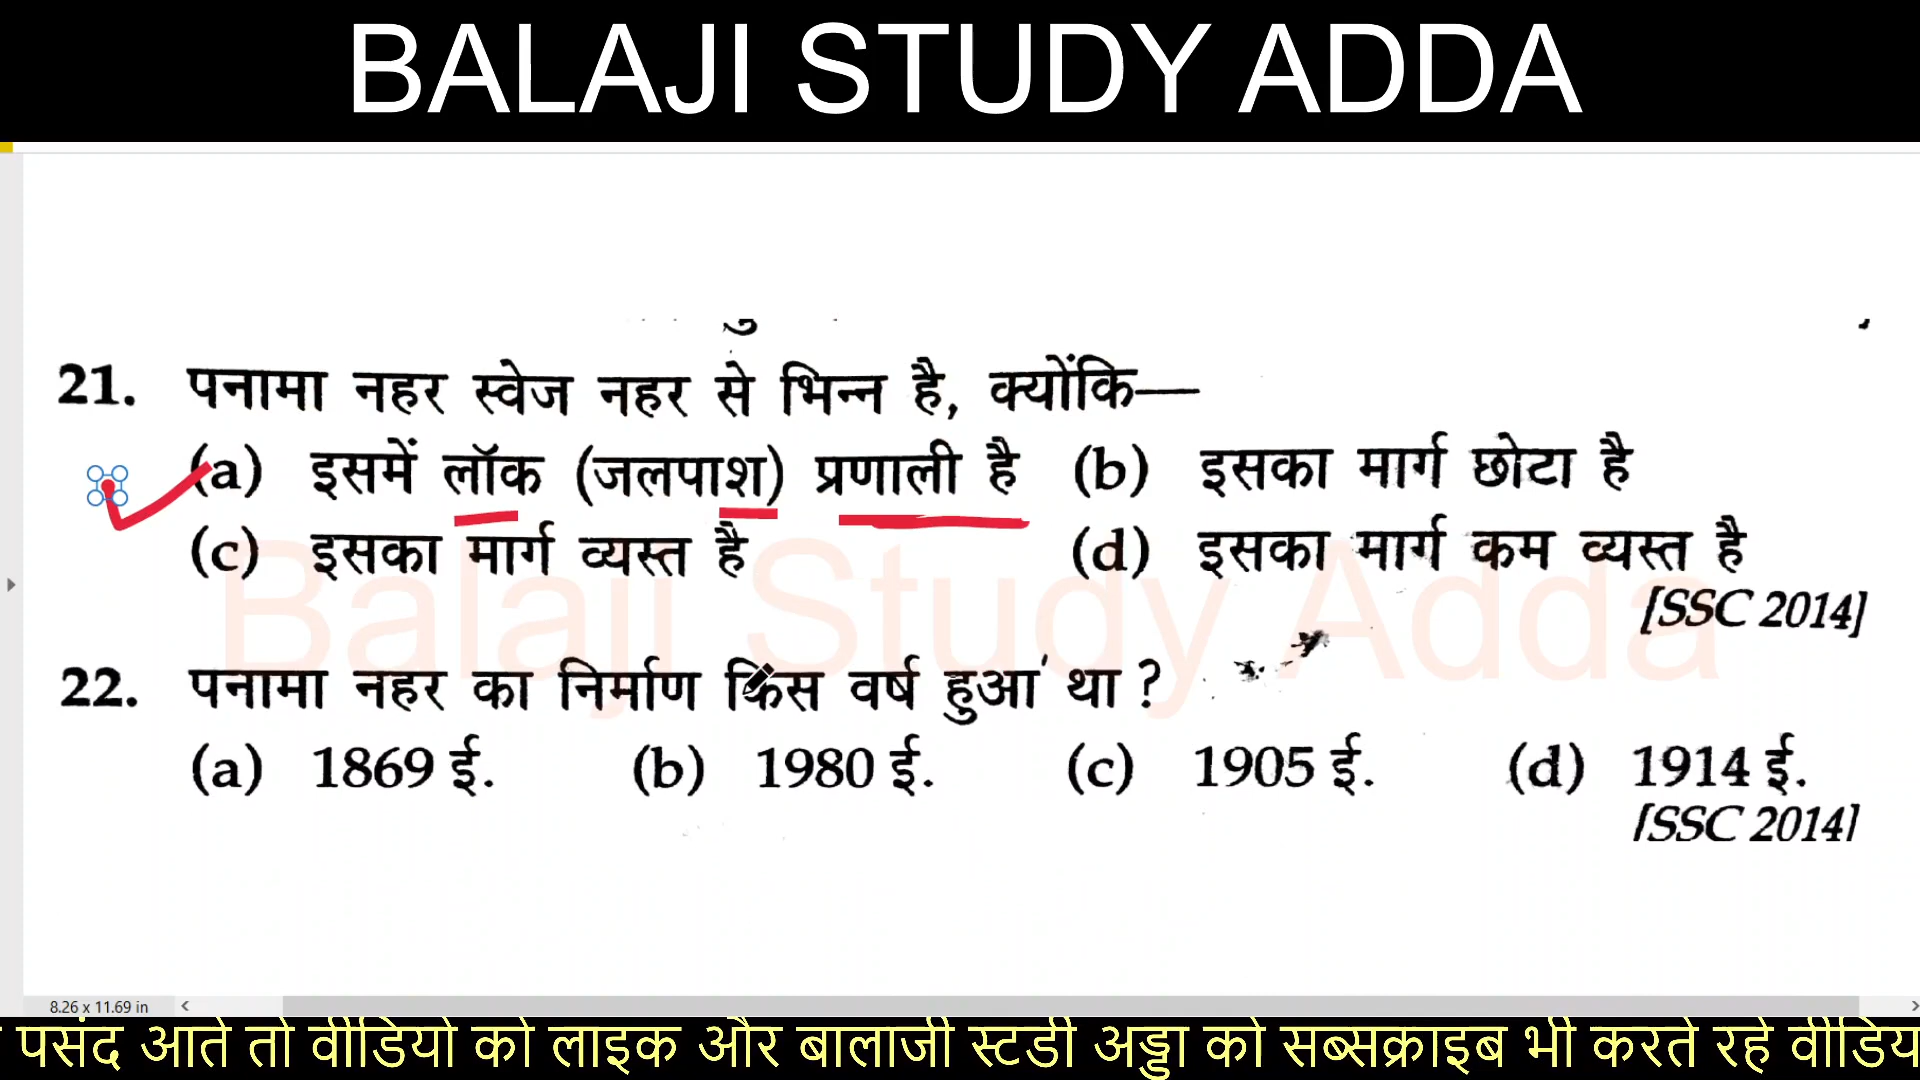 BALAJI STUDY ADDA
21. पनामा नहर स्वेज नहर से भिन्न है, क्योंकि—
(a) इसमें लॉक (जलपाश) प्रणाली है (b) इसका मार्ग छोटा है
(c) इसका मार्ग व्यस्त है (d) इसका मार्ग कम व्यस्त है
[SSC 2014]
Balaji Study Adda
22. पनामा नहर का निर्माण किस वर्ष हुआ था ?
(a) 1869 ई. (b) 1980 ई. (c) 1905 ई. (d) 1914 ई.
[SSC 2014]
8.26 x 11.69 in
पसंद आते तो वीडियो को लाइक और बालाजी स्टडी अड्डा को सब्सक्राइब भी करते रहे वीडिय